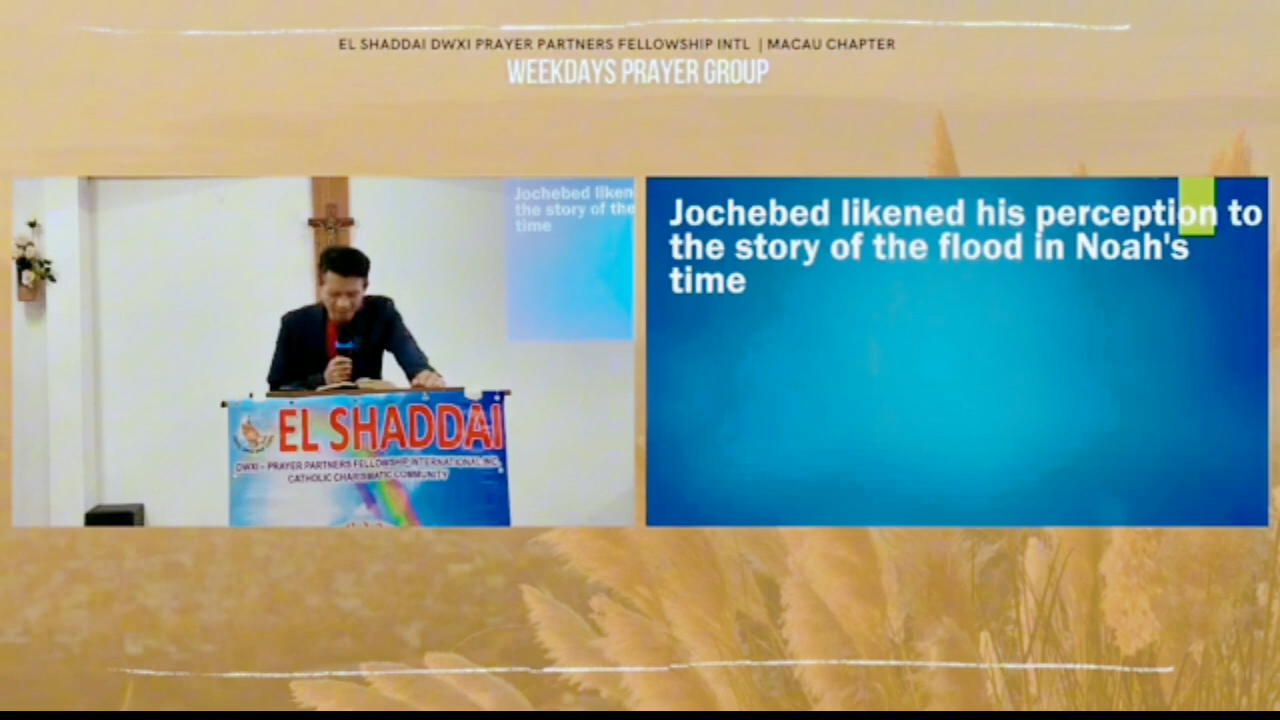 EL SHADDAI DWXI PRAYER PARTNERS FELLOWSHIP INTL | MACAU CHAPTER
WEEKDAYS PRAYER GROUP
Jochebed liken
the story of the
time
EL SHADDAI
DWXI - PRAYER PARTNERS FELLOWSHIP INTERNATIONAL INC.
CATHOLIC CHARISMATIC COMMUNITY
Jochebed likened his perception to
the story of the flood in Noah's
time